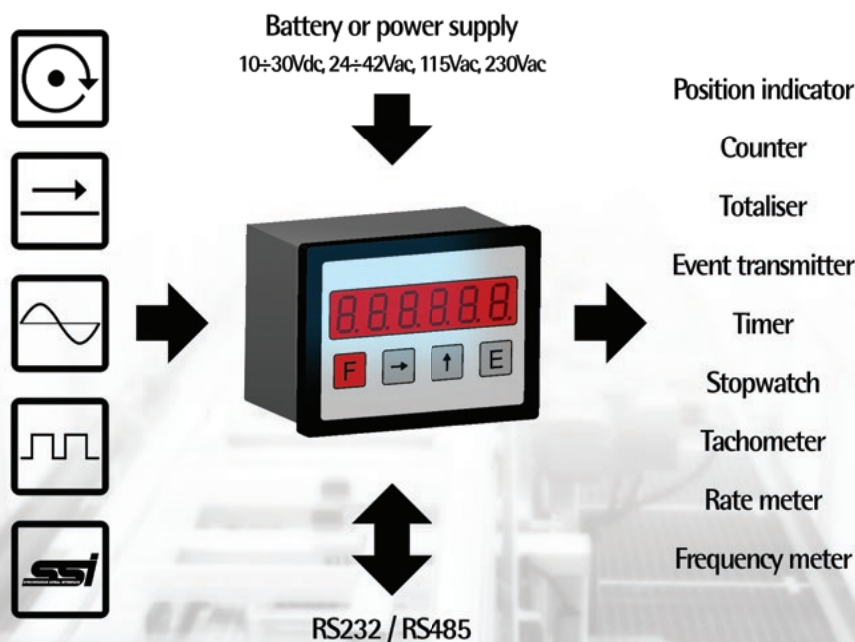 Battery or power supply
10÷30Vdc, 24÷42Vac, 115Vac, 230Vac
Position indicator
Counter
Totaliser
Event transmitter
Timer
Stopwatch
Tachometer
Rate meter
Frequency meter
8.8.8.8.8.8.
F → ↑ E
SSI
RS232 / RS485